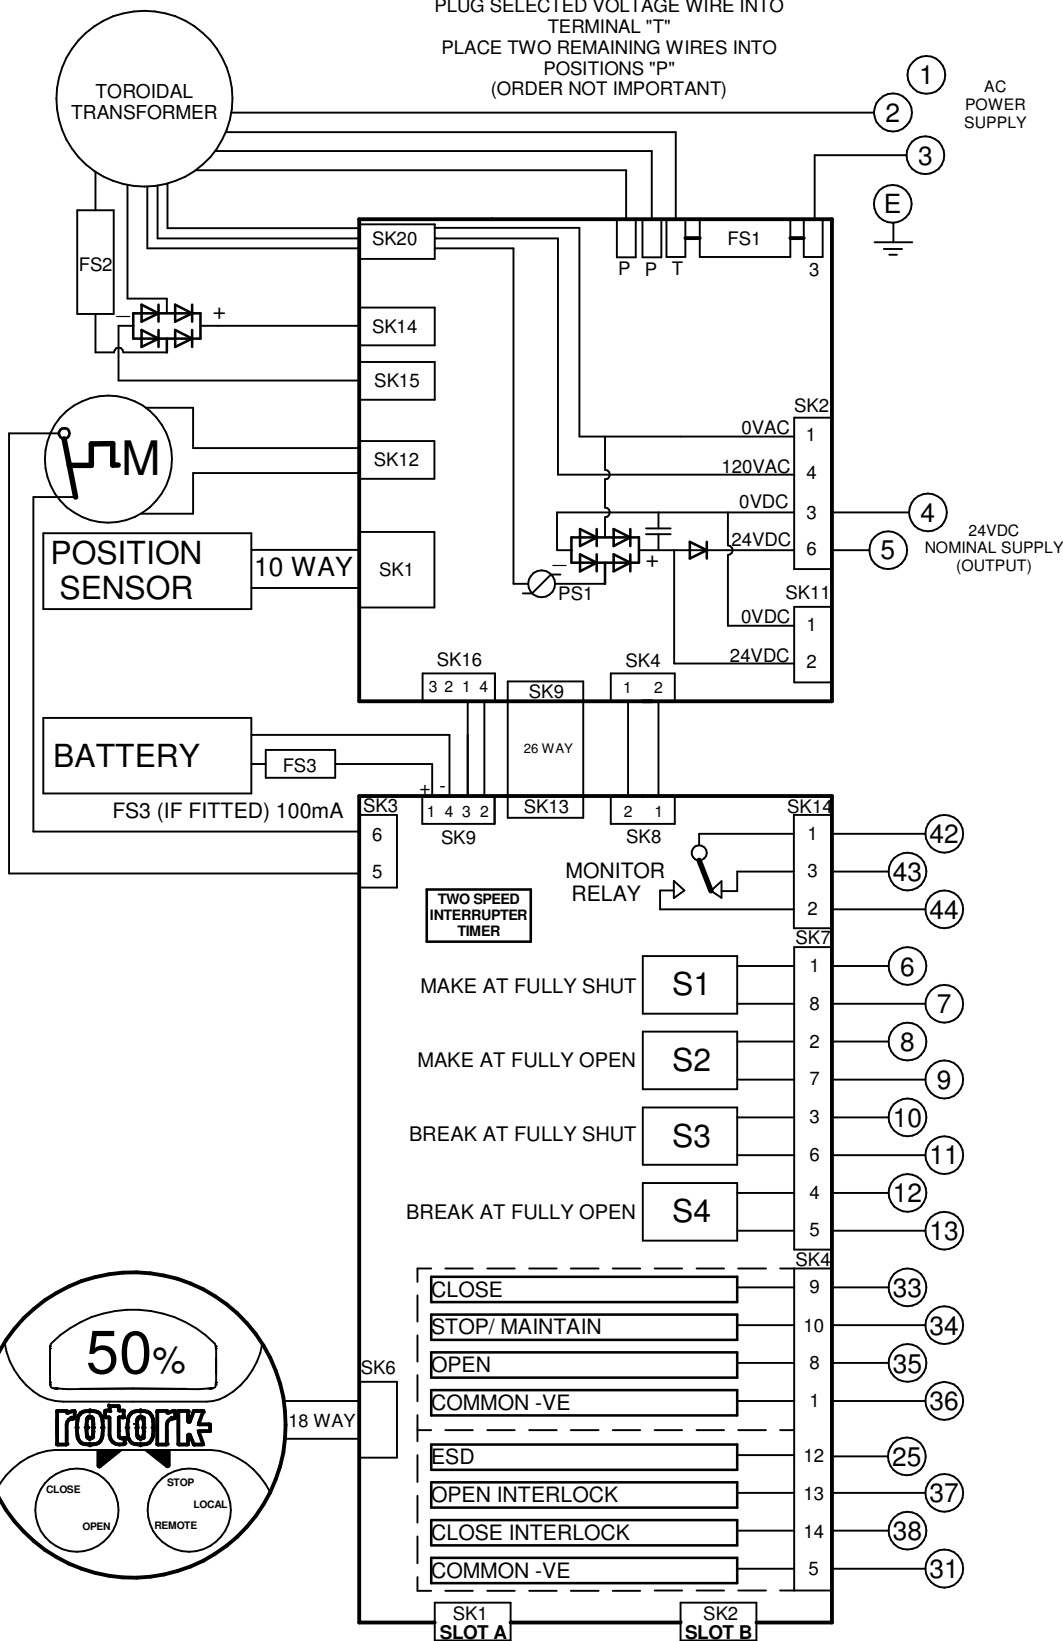 PLUG SELECTED VOLTAGE WIRE INTO
TERMINAL "T"
PLACE TWO REMAINING WIRES INTO
POSITIONS "P"
(ORDER NOT IMPORTANT)
TOROIDAL
TRANSFORMER
1
2
3
AC
POWER
SUPPLY
E
FS2
SK20
P P T
FS1
3
– +
SK14
SK15
SK12
M
SK2
0VAC 1
120VAC 4
0VDC 3
24VDC 6
4
5
24VDC
NOMINAL SUPPLY
(OUTPUT)
– +
PS1
POSITION
SENSOR
10 WAY
SK1
SK11
0VDC 1
24VDC 2
SK16
3 2 1 4
SK9
SK4
1 2
BATTERY
FS3
26 WAY
FS3 (IF FITTED) 100mA
SK3
6
5
+ -
1 4 3 2
SK9
SK13
2 1
SK8
SK14
MONITOR
RELAY
1 42
3 43
2 44
TWO SPEED
INTERRUPTER
TIMER
SK7
MAKE AT FULLY SHUT S1
1 6
8 7
MAKE AT FULLY OPEN S2
2 8
7 9
BREAK AT FULLY SHUT S3
3 10
6 11
BREAK AT FULLY OPEN S4
4 12
5 13
SK4
CLOSE 9 33
STOP/ MAINTAIN 10 34
OPEN 8 35
COMMON -VE 1 36
ESD 12 25
OPEN INTERLOCK 13 37
CLOSE INTERLOCK 14 38
COMMON -VE 5 31
50%
rotork
CLOSE
OPEN
STOP
LOCAL
REMOTE
18 WAY
SK6
SK1
SLOT A
SK2
SLOT B